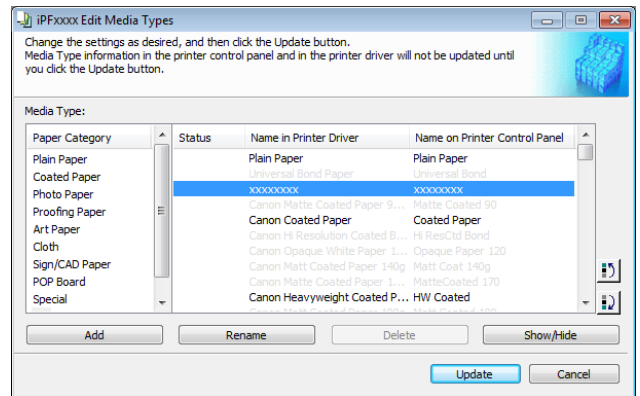 iPFxxxx Edit Media Types
Change the settings as desired, and then click the Update button.
Media Type information in the printer control panel and in the printer driver will not be updated until
you click the Update button.
Media Type:
Paper Category Status Name in Printer Driver Name on Printer Control Panel
Plain Paper Plain Paper Plain Paper
Coated Paper Universal Bond Paper Universal Bond
Photo Paper xxxxxxxx xxxxxxxx
Proofing Paper Canon Matte Coated Paper 9... Matte Coated 90
Art Paper Canon Coated Paper Coated Paper
Cloth Canon Hi Resolution Coated B... Hi ResCtd Bond
Sign/CAD Paper Canon Opaque White Paper 1... Opaque Paper 120
POP Board Canon Matt Coated Paper 140g Matt Coat 140g
Special Canon Matte Coated Paper 1... MatteCoated 170
Canon Heavyweight Coated P... HW Coated
Add Rename Delete Show/Hide
Update Cancel